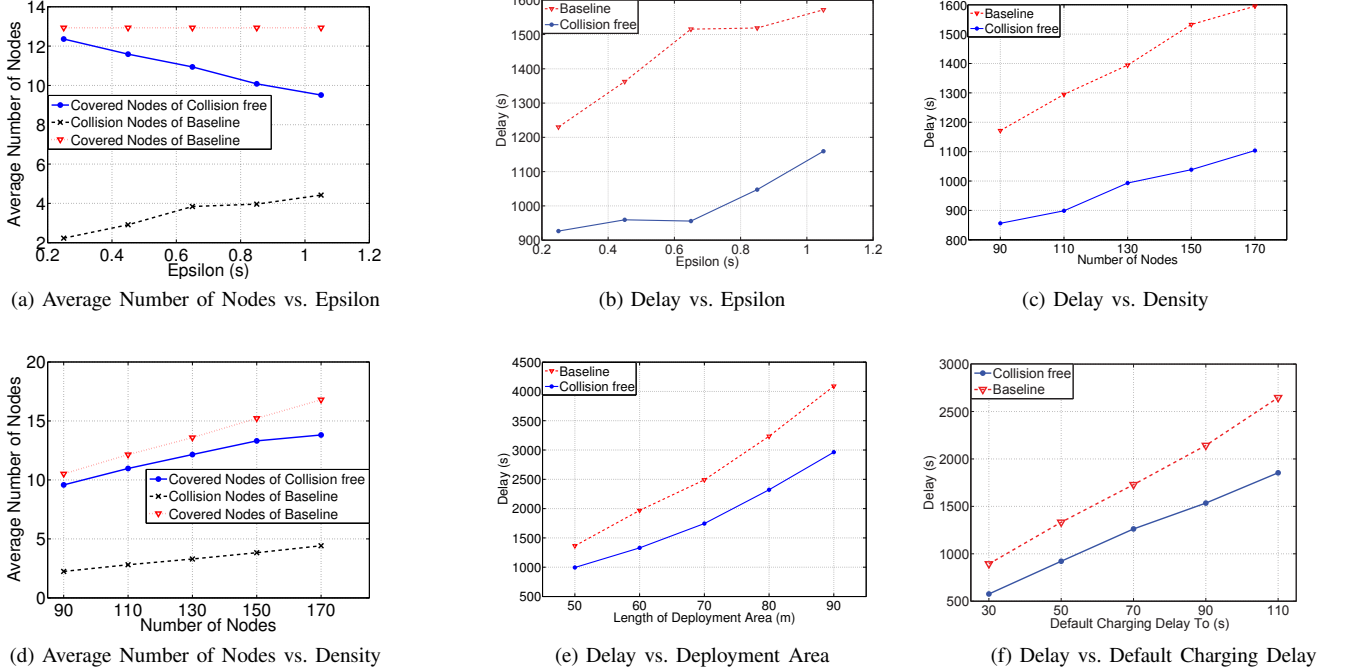 14
12
10
8
6
4
2
0.2
0.4
0.6
0.8
1
1.2
Average Number of Nodes
Epsilon (s)
Covered Nodes of Collision free
Collision Nodes of Baseline
Covered Nodes of Baseline
(a) Average Number of Nodes vs. Epsilon
1600
1500
1400
1300
1200
1100
1000
900
0.2
0.4
0.6
0.8
1
1.2
Delay (s)
Epsilon (s)
Baseline
Collision free
(b) Delay vs. Epsilon
1600
1500
1400
1300
1200
1100
1000
900
800
90
110
130
150
170
Delay (s)
Number of Nodes
Baseline
Collision free
(c) Delay vs. Density
20
15
10
5
0
90
110
130
150
170
Average Number of Nodes
Number of Nodes
Covered Nodes of Collision free
Collision Nodes of Baseline
Covered Nodes of Baseline
(d) Average Number of Nodes vs. Density
4500
4000
3500
3000
2500
2000
1500
1000
500
50
60
70
80
90
Delay (s)
Length of Deployment Area (m)
Baseline
Collision free
(e) Delay vs. Deployment Area
3000
2500
2000
1500
1000
500
30
50
70
90
110
Delay (s)
Default Charging Delay To (s)
Collision free
Baseline
(f) Delay vs. Default Charging Delay